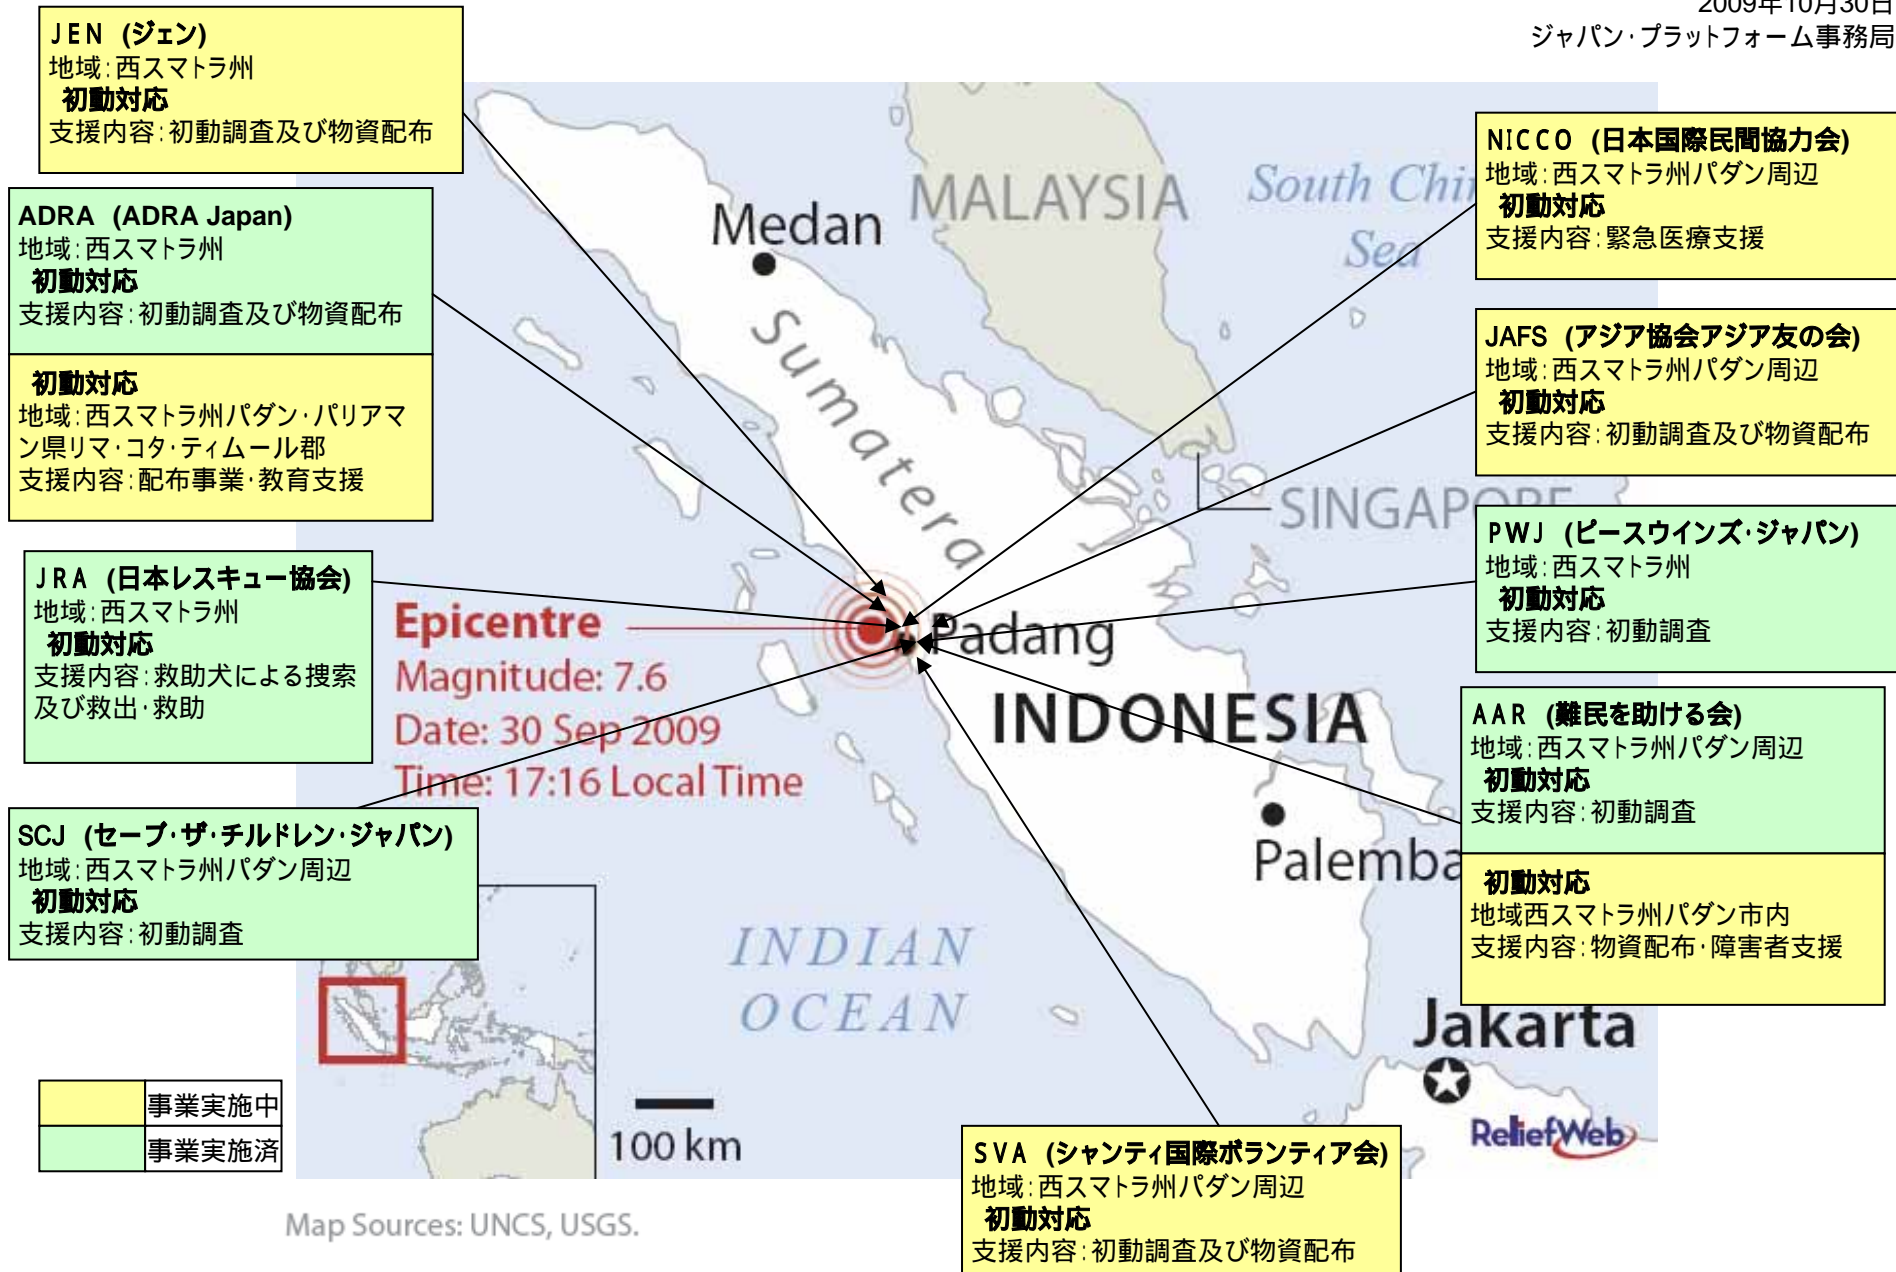 2009年10月30日
ジャパン・プラットフォーム事務局
JEN (ジェン)
地域:西スマトラ州
初動対応
支援内容:初動調査及び物資配布
ADRA (ADRA Japan)
地域:西スマトラ州
初動対応
支援内容:初動調査及び物資配布
初動対応
地域:西スマトラ州パダン・パリアマ
ン県リマ・コタ・ティムール郡
支援内容:配布事業・教育支援
JRA (日本レスキュー協会)
地域:西スマトラ州
初動対応
支援内容:救助犬による捜索
及び救出・救助
SCJ (セーブ・ザ・チルドレン・ジャパン)
地域:西スマトラ州パダン周辺
初動対応
支援内容:初動調査
NICCO (日本国際民間協力会)
地域:西スマトラ州パダン周辺
初動対応
支援内容:緊急医療支援
JAFS (アジア協会アジア友の会)
地域:西スマトラ州パダン周辺
初動対応
支援内容:初動調査及び物資配布
PWJ (ピースウインズ・ジャパン)
地域:西スマトラ州
初動対応
支援内容:初動調査
AAR (難民を助ける会)
地域:西スマトラ州パダン周辺
初動対応
支援内容:初動調査
初動対応
地域西スマトラ州パダン市内
支援内容:物資配布・障害者支援
SVA (シャンティ国際ボランティア会)
地域:西スマトラ州パダン周辺
初動対応
支援内容:初動調査及び物資配布
Medan
MALAYSIA
South Chi
Sea
Sumatera
SINGAPORE
Epicentre
Magnitude: 7.6
Date: 30 Sep 2009
Time: 17:16 Local Time
Padang
INDONESIA
Palemba
INDIAN
OCEAN
Jakarta
ReliefWeb
100 km
事業実施中
事業実施済
Map Sources: UNCS, USGS.